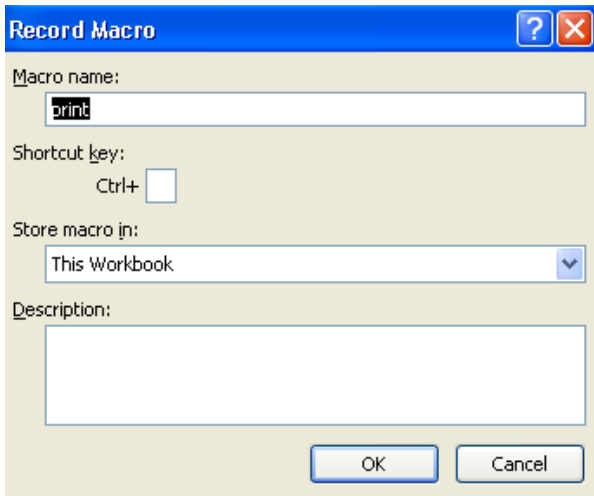 Record Macro
Macro name:
print
Shortcut key:
Ctrl+
Store macro in:
This Workbook
Description:
OK Cancel